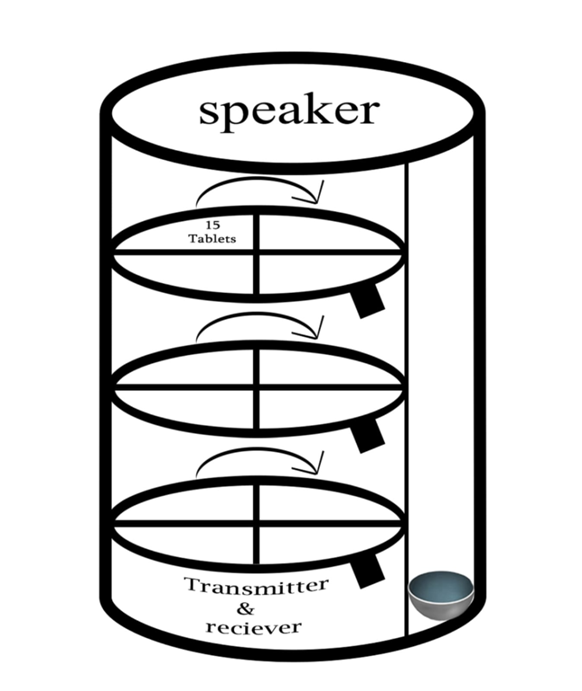 speaker
15
Tablets
Transmitter
&
reciever